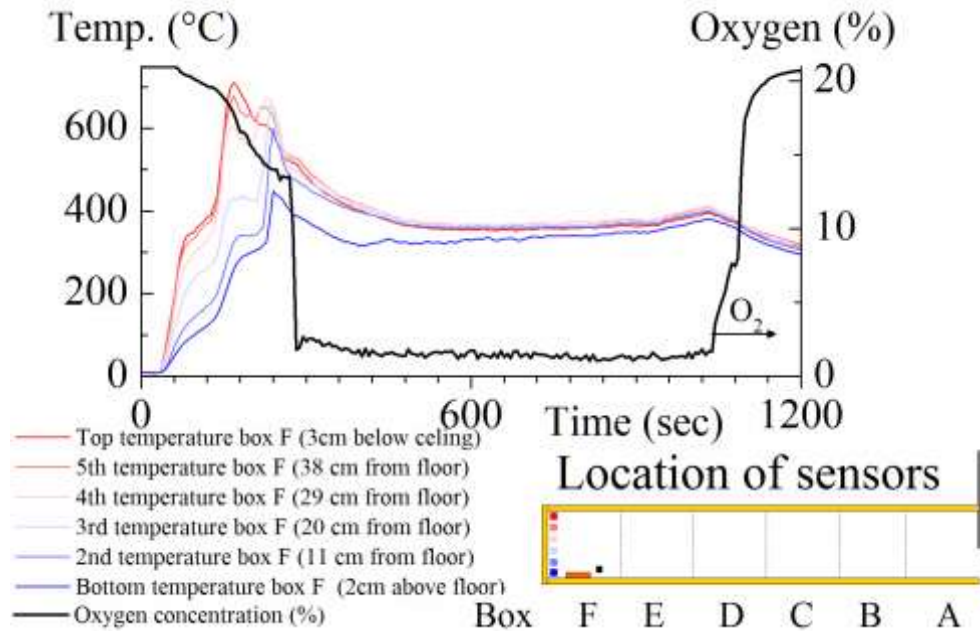 Temp. (°C)
Oxygen (%)
600
400
200
0
20
10
0
O2
0
600
Time (sec)
1200
Top temperature box F (3cm below celing)
5th temperature box F (38 cm from floor)
4th temperature box F (29 cm from floor)
3rd temperature box F (20 cm from floor)
2nd temperature box F (11 cm from floor)
Bottom temperature box F (2cm above floor)
Oxygen concentration (%)
Location of sensors
Box F E D C B A